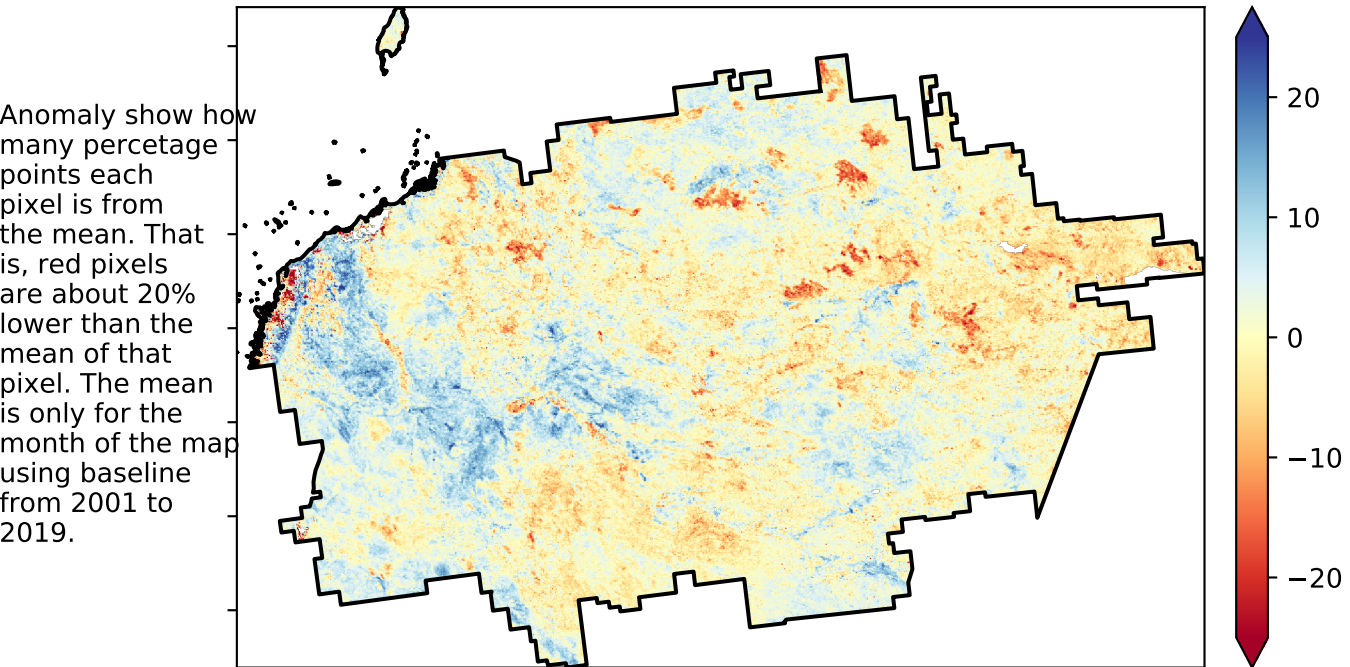 Anomaly show how
many percetage
points each
pixel is from
the mean. That
is, red pixels
are about 20%
lower than the
mean of that
pixel. The mean
is only for the
month of the map
using baseline
from 2001 to
2019.
20
10
0
−10
−20